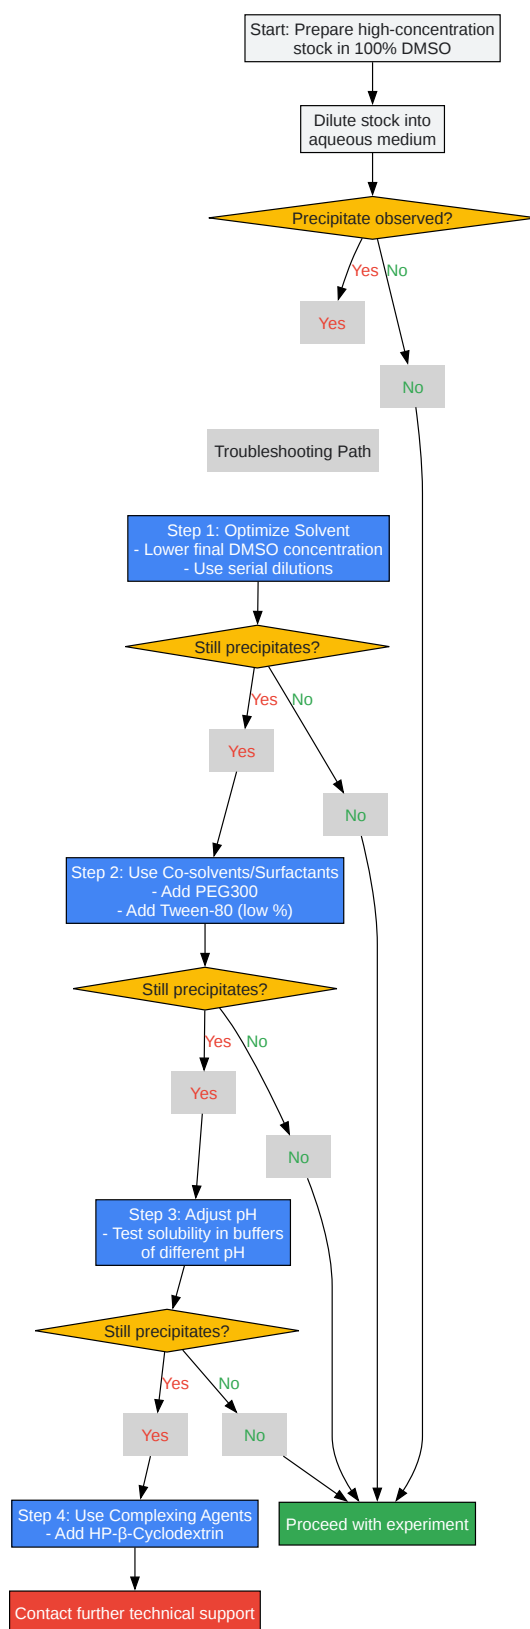 Start: Prepare high-concentration
stock in 100% DMSO
Dilute stock into
aqueous medium
Precipitate observed?
Yes
No
Yes
No
Troubleshooting Path
Step 1: Optimize Solvent
- Lower final DMSO concentration
- Use serial dilutions
Still precipitates?
Yes
No
Yes
No
Step 2: Use Co-solvents/Surfactants
- Add PEG300
- Add Tween-80 (low %)
Still precipitates?
Yes
No
Yes
No
Step 3: Adjust pH
- Test solubility in buffers
of different pH
Still precipitates?
Yes
No
Yes
No
Step 4: Use Complexing Agents
- Add HP-β-Cyclodextrin
Proceed with experiment
Contact further technical support